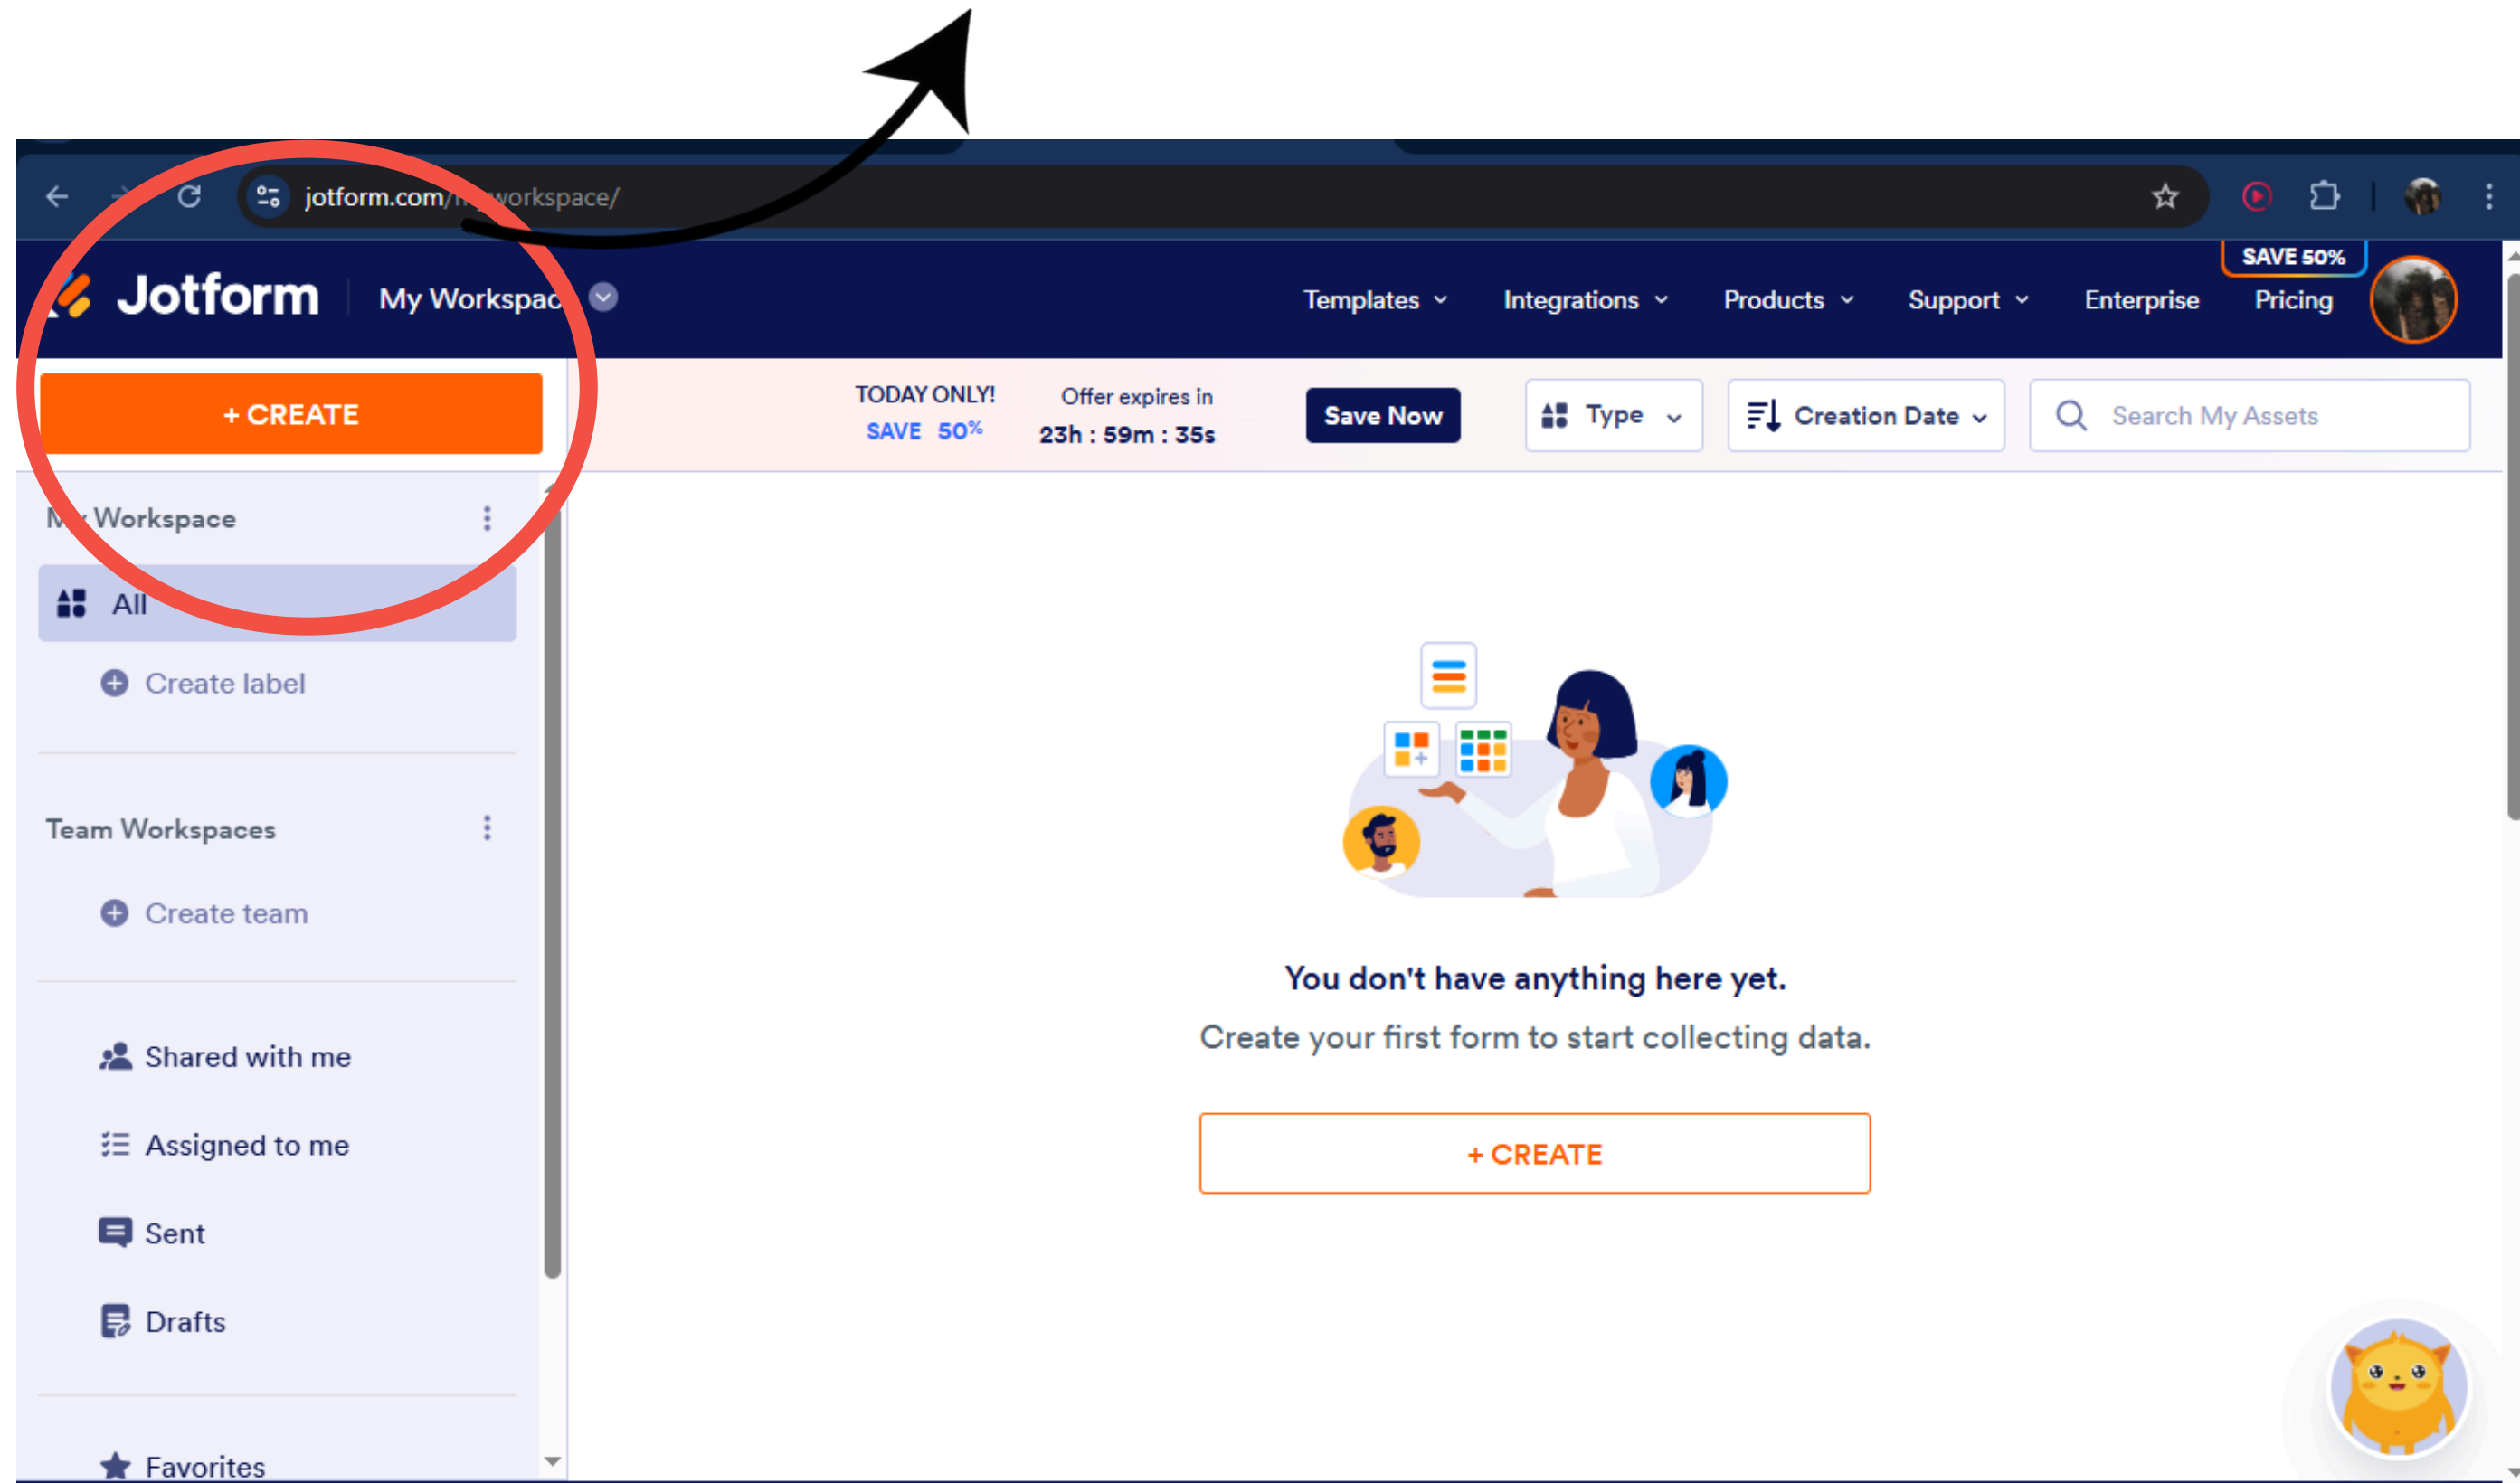 jotform.com/myworkspace/
SAVE 50%
Jotform My Workspace Templates Integrations Products Support Enterprise Pricing
+ CREATE
TODAY ONLY! Offer expires in
SAVE 50% 23h : 59m : 35s
Save Now Type Creation Date Search My Assets
My Workspace
All
Create label
Team Workspaces
Create team
Shared with me
Assigned to me
Sent
Drafts
Favorites
You don't have anything here yet.
Create your first form to start collecting data.
+ CREATE